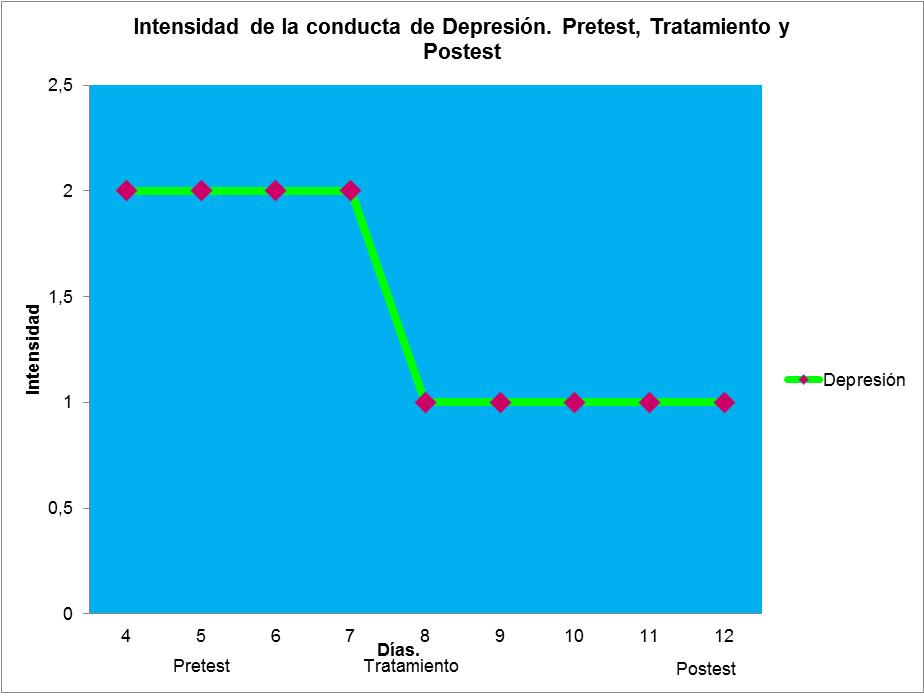 Intensidad de la conducta de Depresión. Pretest, Tratamiento y
Postest
2,5
2
1,5
1
0,5
0
Intensidad
Depresión
4 5 6 7 8 9 10 11 12
Días.
Pretest Tratamiento Postest